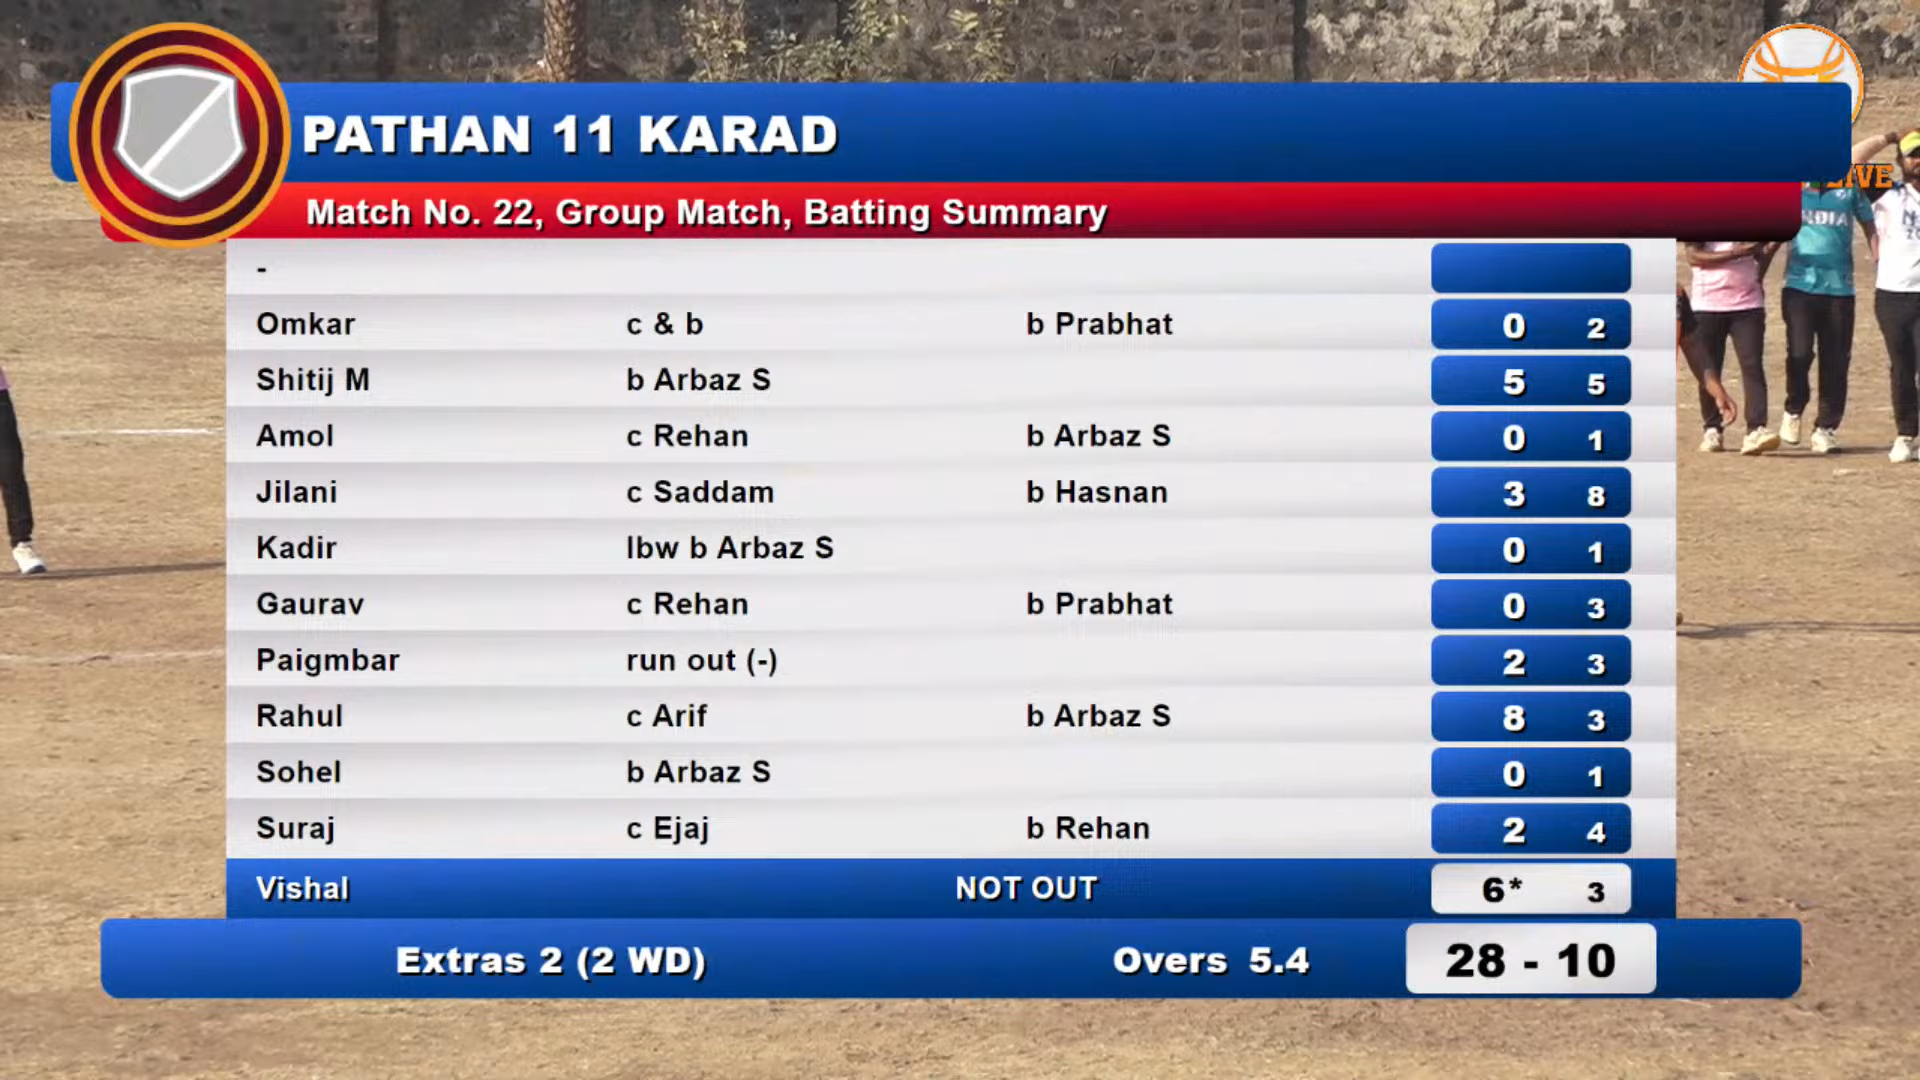 PATHAN 11 KARAD
LIVE
Match No. 22, Group Match, Batting Summary
-
Omkar c & b b Prabhat 0 2
Shitij M b Arbaz S 5 5
Amol c Rehan b Arbaz S 0 1
Jilani c Saddam b Hasnan 3 8
Kadir lbw b Arbaz S 0 1
Gaurav c Rehan b Prabhat 0 3
Paigmbar run out (-) 2 3
Rahul c Arif b Arbaz S 8 3
Sohel b Arbaz S 0 1
Suraj c Ejaj b Rehan 2 4
Vishal NOT OUT 6* 3
Extras 2 (2 WD) Overs 5.4 28 - 10